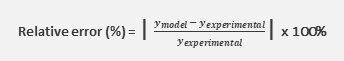 Relative error (%) = | (y_model − y_experimental) / y_experimental | x 100%